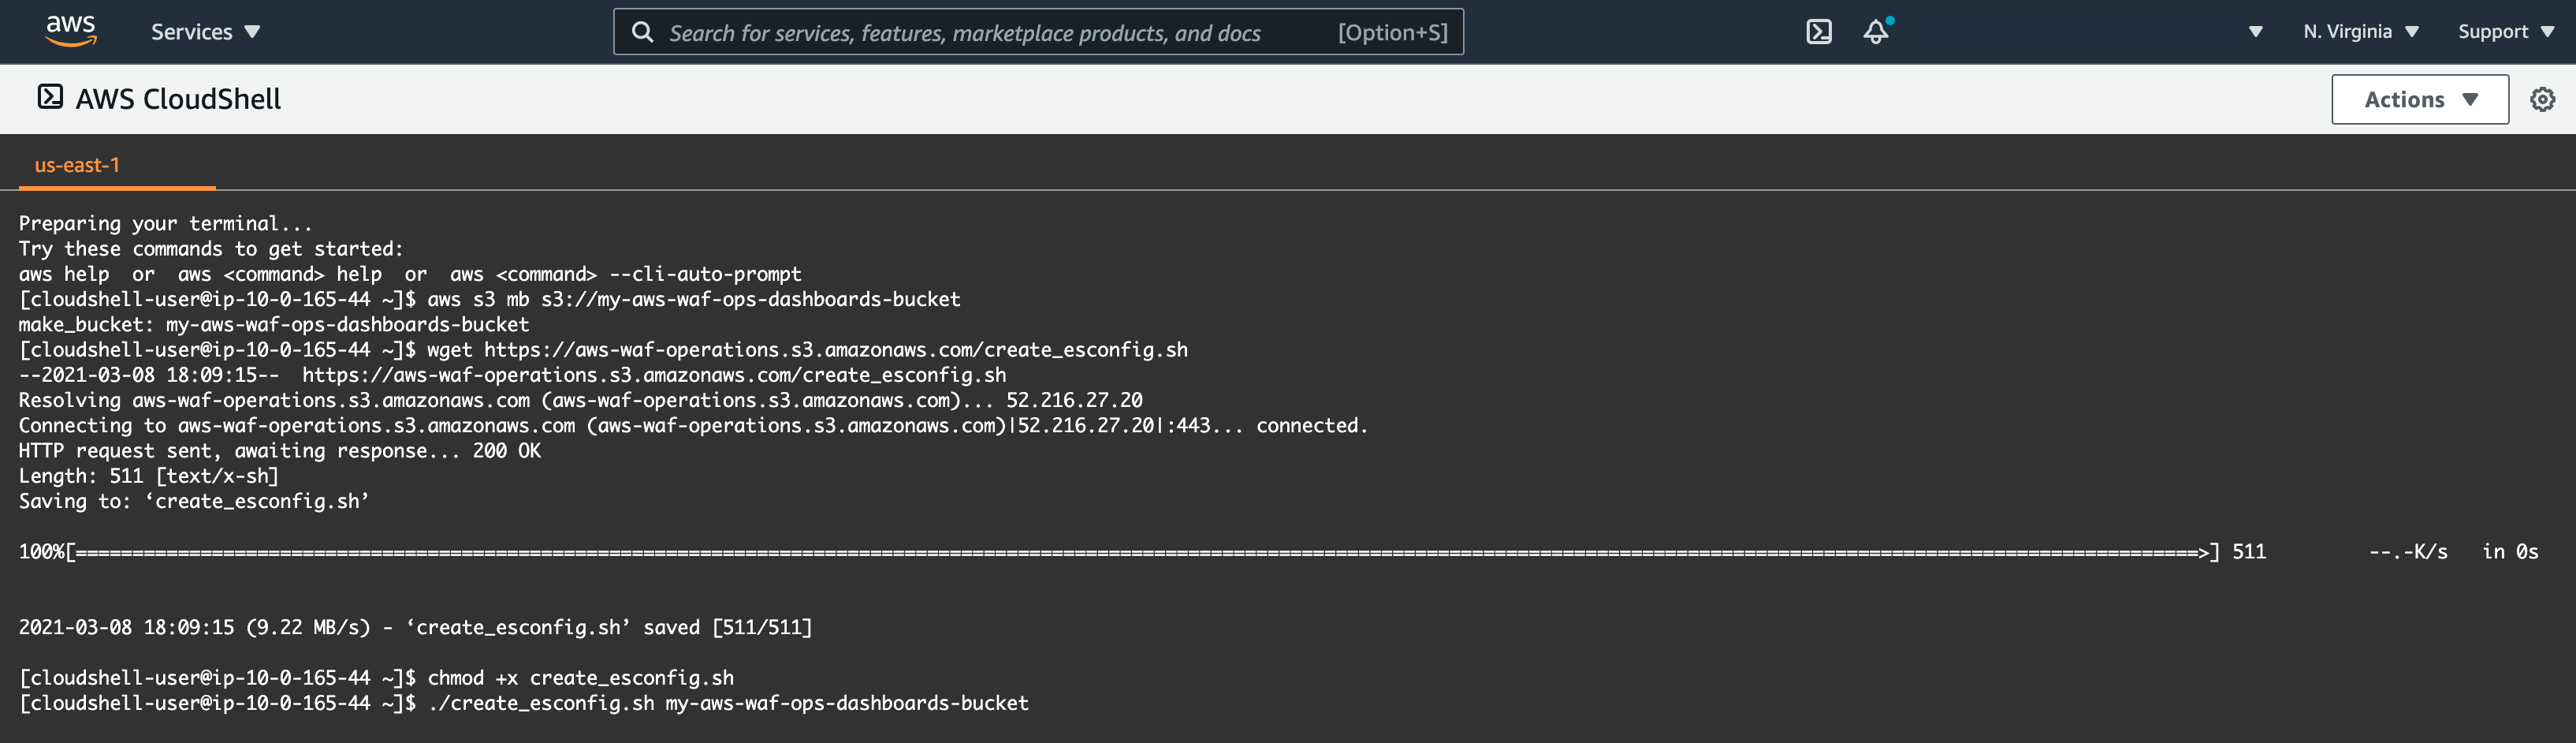 aws
Services
Search for services, features, marketplace products, and docs
[Option+S]
N. Virginia
Support
AWS CloudShell
Actions
us-east-1
Preparing your terminal...
Try these commands to get started:
aws help  or  aws <command> help  or  aws <command> --cli-auto-prompt
[cloudshell-user@ip-10-0-165-44 ~]$ aws s3 mb s3://my-aws-waf-ops-dashboards-bucket
make_bucket: my-aws-waf-ops-dashboards-bucket
[cloudshell-user@ip-10-0-165-44 ~]$ wget https://aws-waf-operations.s3.amazonaws.com/create_esconfig.sh
--2021-03-08 18:09:15--  https://aws-waf-operations.s3.amazonaws.com/create_esconfig.sh
Resolving aws-waf-operations.s3.amazonaws.com (aws-waf-operations.s3.amazonaws.com)... 52.216.27.20
Connecting to aws-waf-operations.s3.amazonaws.com (aws-waf-operations.s3.amazonaws.com)|52.216.27.20|:443... connected.
HTTP request sent, awaiting response... 200 OK
Length: 511 [text/x-sh]
Saving to: ‘create_esconfig.sh’
100%[==============================================================================================================================================================================================>] 511         --.-K/s   in 0s
2021-03-08 18:09:15 (9.22 MB/s) - ‘create_esconfig.sh’ saved [511/511]
[cloudshell-user@ip-10-0-165-44 ~]$ chmod +x create_esconfig.sh
[cloudshell-user@ip-10-0-165-44 ~]$ ./create_esconfig.sh my-aws-waf-ops-dashboards-bucket